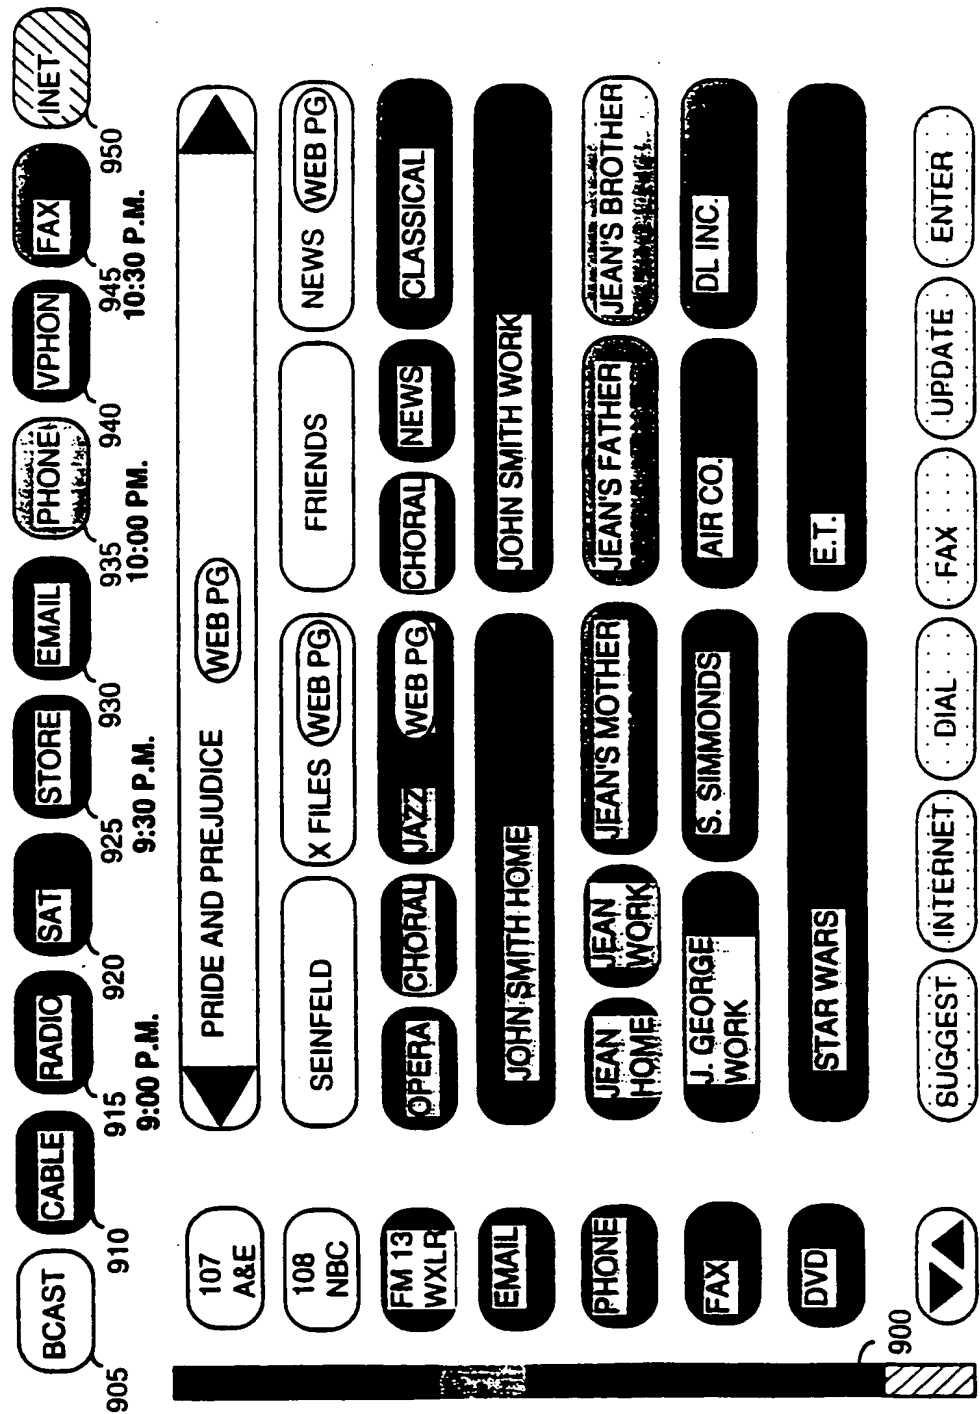 BCAST
CABLE
RADIO
SAT
STORE
EMAIL
PHONE
VPHON
FAX
INET
905
910
915
920
925
930
935
940
945
950
9:00 P.M.
9:30 P.M.
10:00 PM.
10:30 P.M.
107
A&E
PRIDE AND PREJUDICE
WEB PG
108
NBC
SEINFELD
X FILES
WEB PG
FRIENDS
NEWS
WEB PG
FM 13
WXLR
OPERA
CHORAL
JAZZ
WEB PG
CHORAL
NEWS
CLASSICAL
EMAIL
JOHN SMITH HOME
JOHN SMITH WORK
PHONE
JEAN
HOME
JEAN
WORK
JEAN'S MOTHER
JEAN'S FATHER
JEAN'S BROTHER
FAX
J. GEORGE
WORK
S. SIMMONDS
AIR CO.
DL INC.
DVD
STAR WARS
E.T.
900
SUGGEST
INTERNET
DIAL
FAX
UPDATE
ENTER